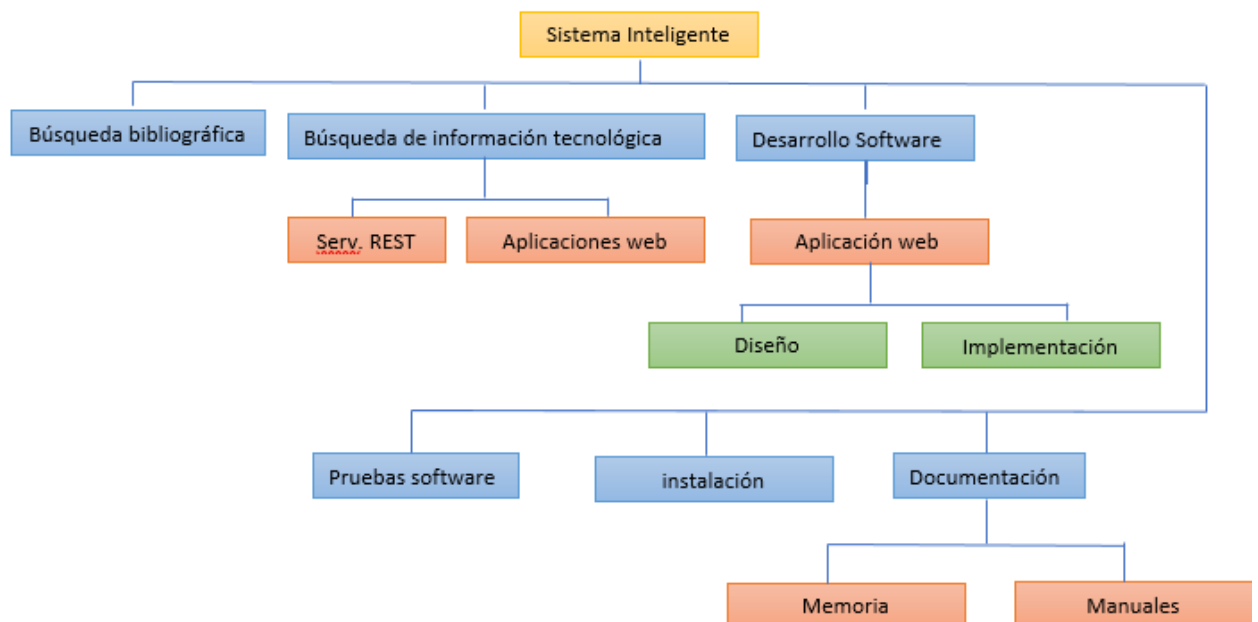 Sistema Inteligente
Búsqueda bibliográfica
Búsqueda de información tecnológica
Desarrollo Software
Serv. REST
Aplicaciones web
Aplicación web
Diseño
Implementación
Pruebas software
instalación
Documentación
Memoria
Manuales